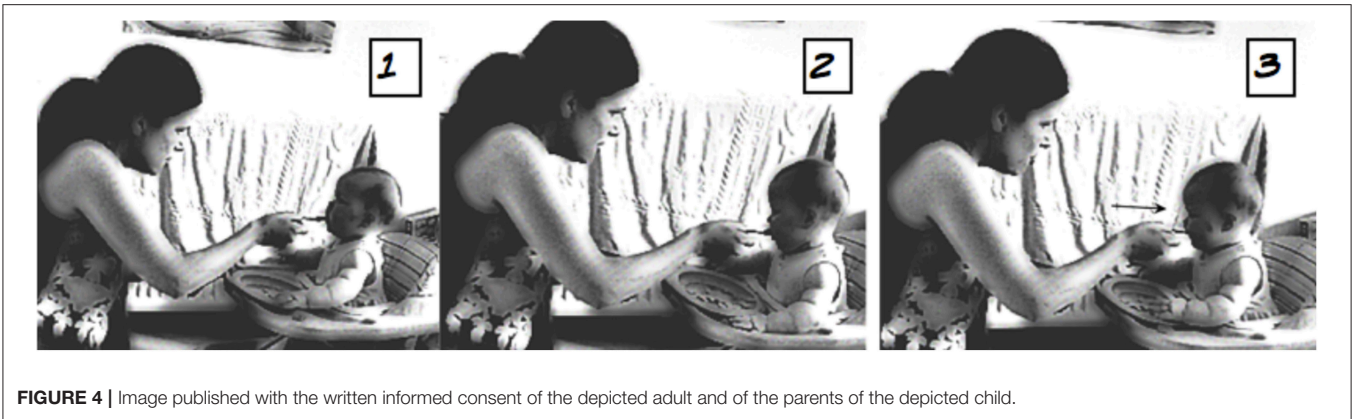 1
2
3
FIGURE 4 | Image published with the written informed consent of the depicted adult and of the parents of the depicted child.